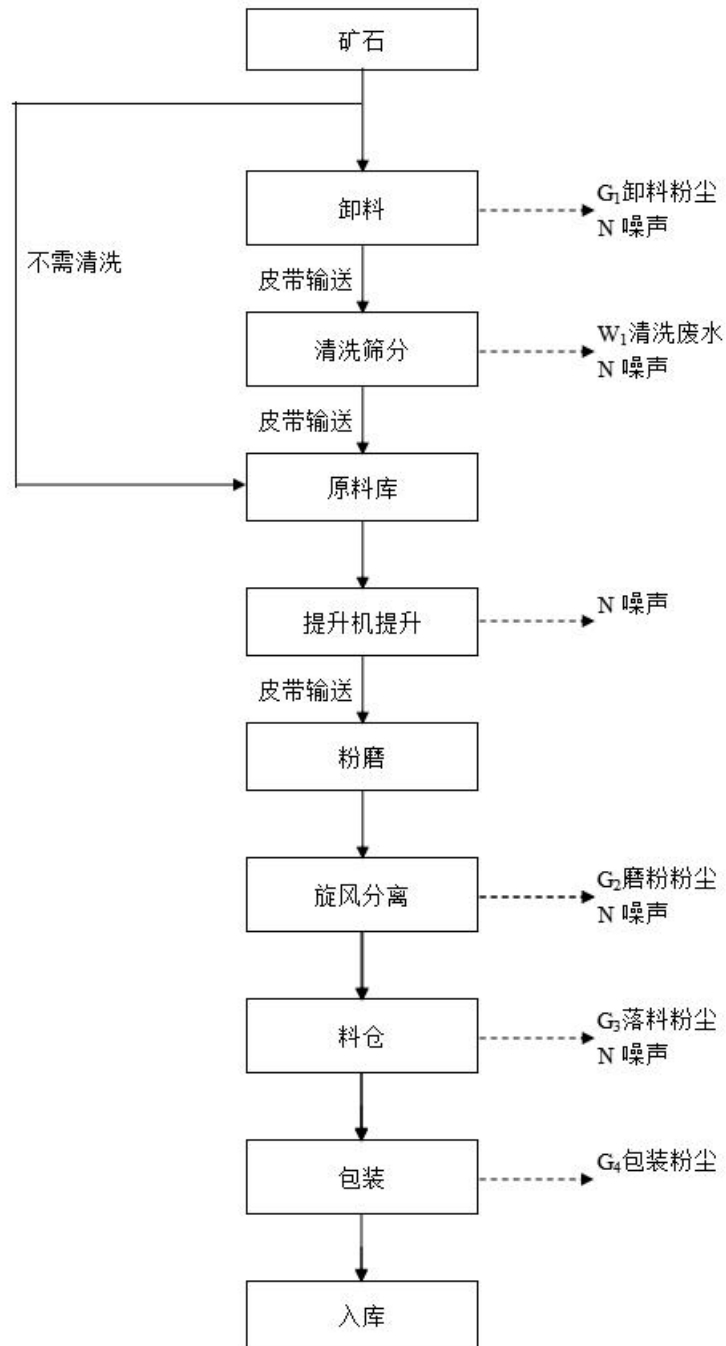 矿石
卸料
G₁卸料粉尘
N 噪声
不需清洗
皮带输送
清洗筛分
W₁清洗废水
N 噪声
皮带输送
原料库
提升机提升
N 噪声
皮带输送
粉磨
旋风分离
G₂磨粉粉尘
N 噪声
料仓
G₃落料粉尘
N 噪声
包装
G₄包装粉尘
入库